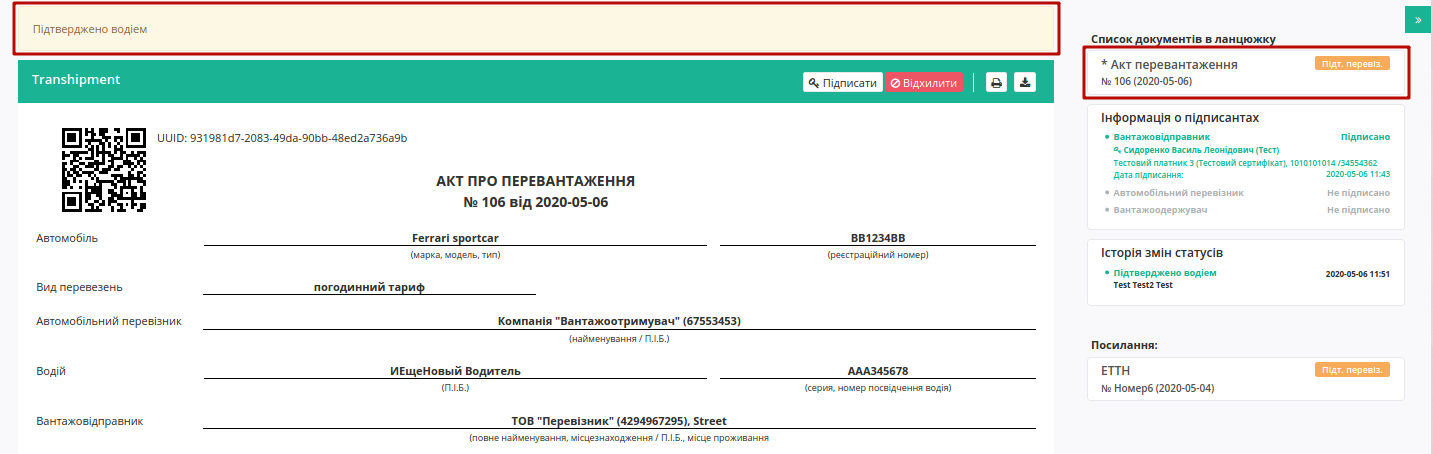 Підтверджено водієм
Transhipment
Підписати
Відхилити
UUID: 931981d7-2083-49da-90bb-48ed2a736a9b
АКТ ПРО ПЕРЕВАНТАЖЕННЯ
№ 106 від 2020-05-06
Автомобіль Ferrari sportcar BB1234BB
(марка, модель, тип) (реєстраційний номер)
Вид перевезень погодинний тариф
Автомобільний перевізник Компанія "Вантажоотримувач" (67553453)
(найменування / П.І.Б.)
Водій ИЕщеНовый Водитель AAA345678
(П.І.Б.) (серия, номер посвідчення водія)
Вантажовідправник ТОВ "Перевізник" (4294967295), Street
(повне найменування, місцезнаходження / П.І.Б., місце проживання
»
Список документів в ланцюжку
* Акт перевантаження Підт. перевіз.
№ 106 (2020-05-06)
Інформація о підписантах
Вантажовідправник Підписано
Сидоренко Василь Леонідович (Тест)
Тестовий платник 3 (Тестовий сертифікат), 1010101014 /34554362
Дата підписання: 2020-05-06 11:43
Автомобільний перевізник Не підписано
Вантажоодержувач Не підписано
Історія змін статусів
Підтверджено водіем 2020-05-06 11:51
Test Test2 Test
Посилання:
ЕТТН Підт. перевіз.
№ Номер6 (2020-05-04)